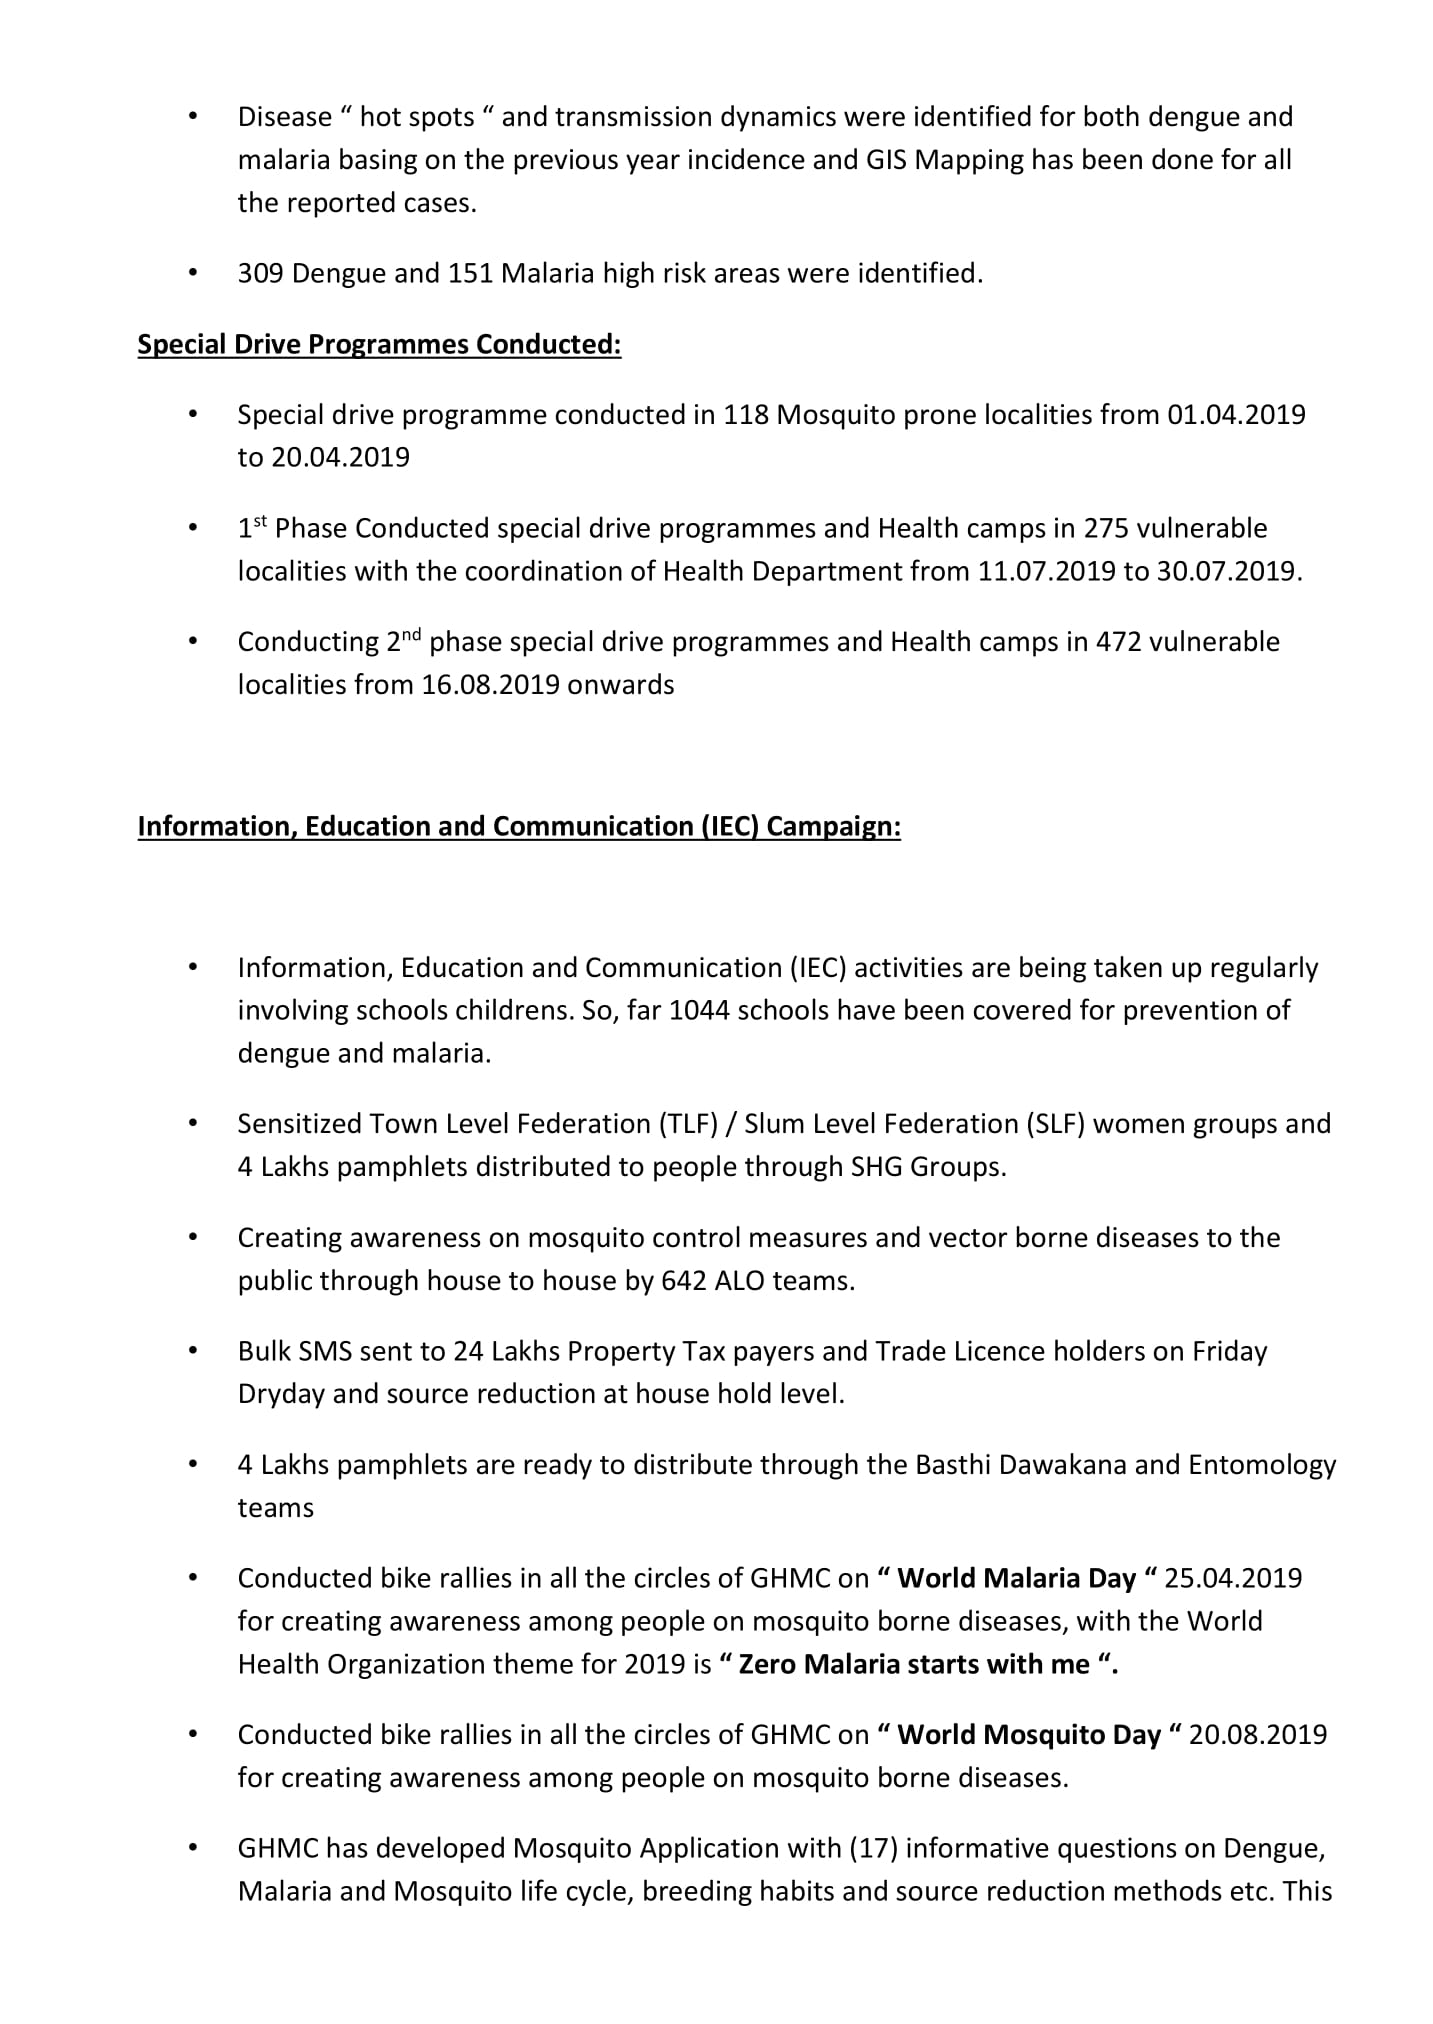 • Disease “ hot spots “ and transmission dynamics were identified for both dengue and
malaria basing on the previous year incidence and GIS Mapping has been done for all
the reported cases.
• 309 Dengue and 151 Malaria high risk areas were identified.
Special Drive Programmes Conducted:
• Special drive programme conducted in 118 Mosquito prone localities from 01.04.2019
to 20.04.2019
• 1st Phase Conducted special drive programmes and Health camps in 275 vulnerable
localities with the coordination of Health Department from 11.07.2019 to 30.07.2019.
• Conducting 2nd phase special drive programmes and Health camps in 472 vulnerable
localities from 16.08.2019 onwards
Information, Education and Communication (IEC) Campaign:
• Information, Education and Communication (IEC) activities are being taken up regularly
involving schools childrens. So, far 1044 schools have been covered for prevention of
dengue and malaria.
• Sensitized Town Level Federation (TLF) / Slum Level Federation (SLF) women groups and
4 Lakhs pamphlets distributed to people through SHG Groups.
• Creating awareness on mosquito control measures and vector borne diseases to the
public through house to house by 642 ALO teams.
• Bulk SMS sent to 24 Lakhs Property Tax payers and Trade Licence holders on Friday
Dryday and source reduction at house hold level.
• 4 Lakhs pamphlets are ready to distribute through the Basthi Dawakana and Entomology
teams
• Conducted bike rallies in all the circles of GHMC on “ World Malaria Day “ 25.04.2019
for creating awareness among people on mosquito borne diseases, with the World
Health Organization theme for 2019 is “ Zero Malaria starts with me “.
• Conducted bike rallies in all the circles of GHMC on “ World Mosquito Day “ 20.08.2019
for creating awareness among people on mosquito borne diseases.
• GHMC has developed Mosquito Application with (17) informative questions on Dengue,
Malaria and Mosquito life cycle, breeding habits and source reduction methods etc. This